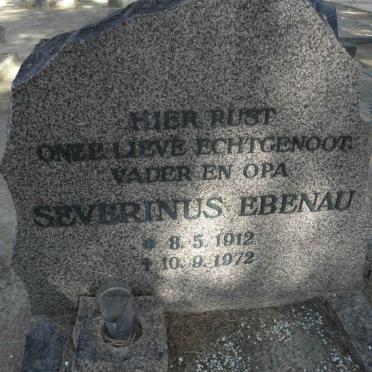 HIER RUST
ONZE LIEVE ECHTGENOOT
VADER EN OPA
SEVERINUS EBENAU
* 8.5.1912
† 10.9.1972